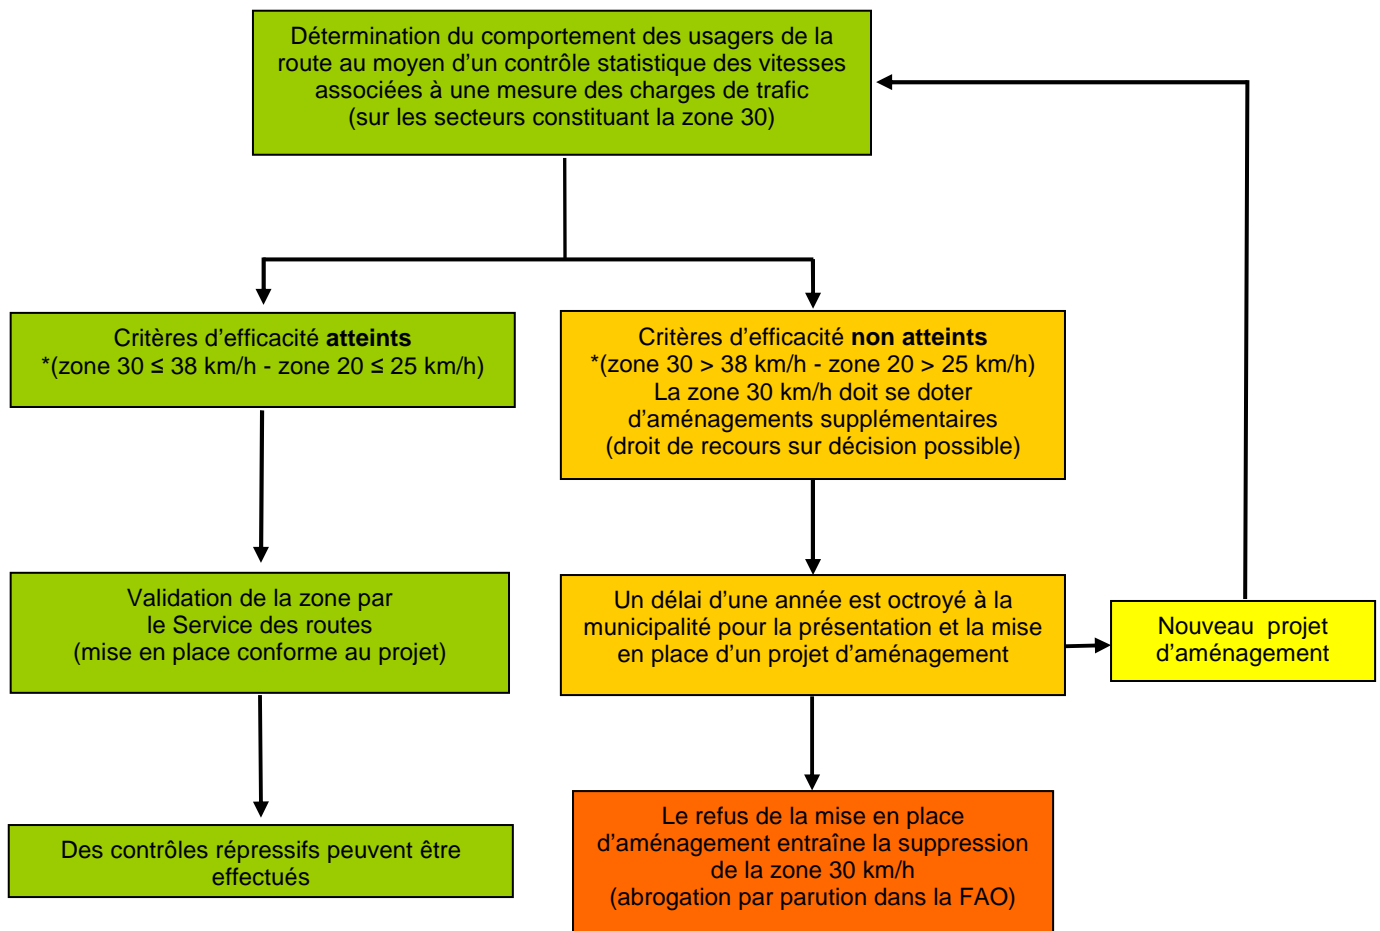 Détermination du comportement des usagers de la
route au moyen d'un contrôle statistique des vitesses
associées à une mesure des charges de trafic
(sur les secteurs constituant la zone 30)
Critères d'efficacité atteints
*(zone 30 ≤ 38 km/h - zone 20 ≤ 25 km/h)
Critères d'efficacité non atteints
*(zone 30 > 38 km/h - zone 20 > 25 km/h)
La zone 30 km/h doit se doter
d'aménagements supplémentaires
(droit de recours sur décision possible)
Validation de la zone par
le Service des routes
(mise en place conforme au projet)
Un délai d'une année est octroyé à la
municipalité pour la présentation et la mise
en place d'un projet d'aménagement
Nouveau projet
d'aménagement
Des contrôles répressifs peuvent être
effectués
Le refus de la mise en place
d'aménagement entraîne la suppression
de la zone 30 km/h
(abrogation par parution dans la FAO)